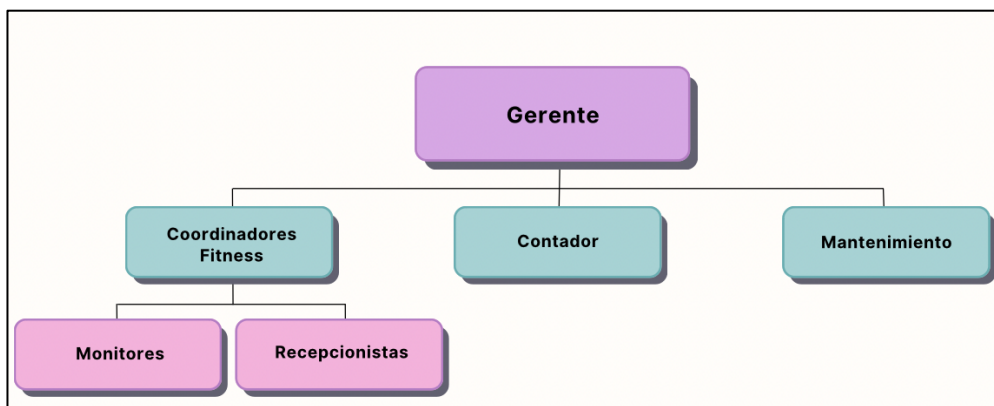 Gerente
Coordinadores
Fitness
Contador
Mantenimiento
Monitores
Recepcionistas